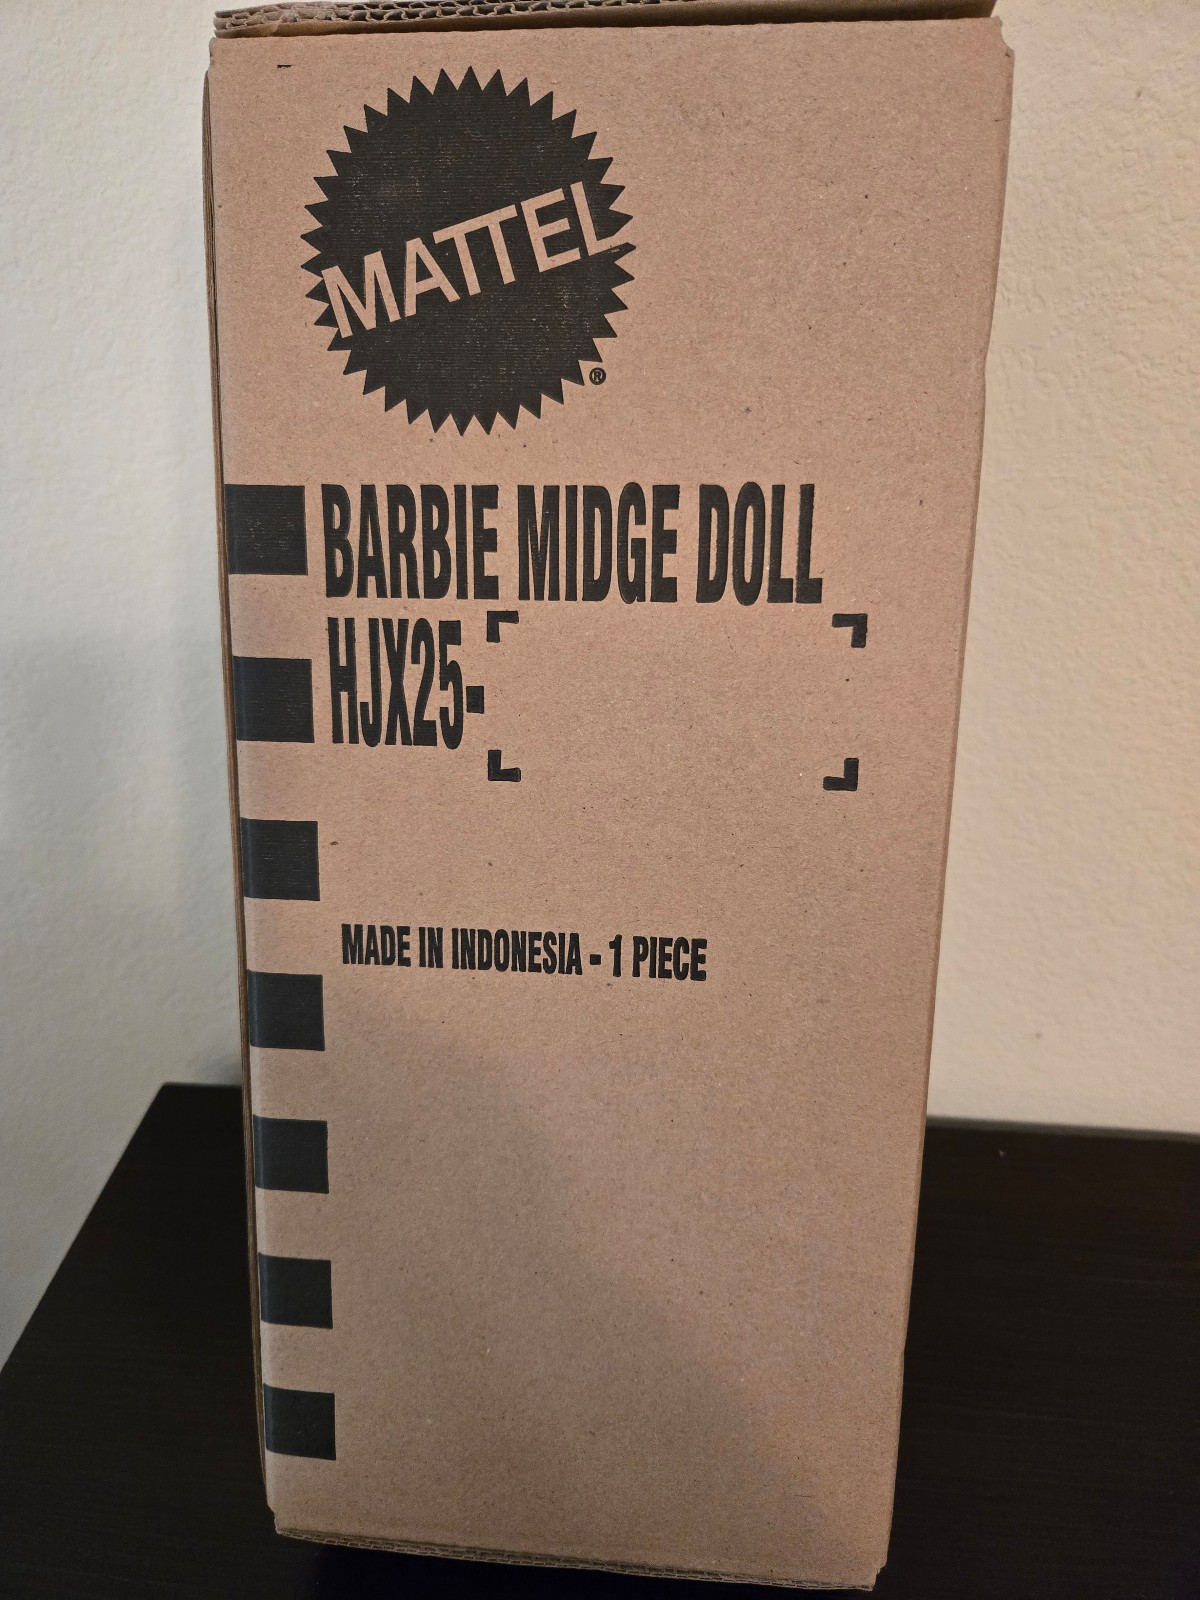 MATTEL
®
BARBIE MIDGE DOLL
HJX25-
MADE IN INDONESIA - 1 PIECE